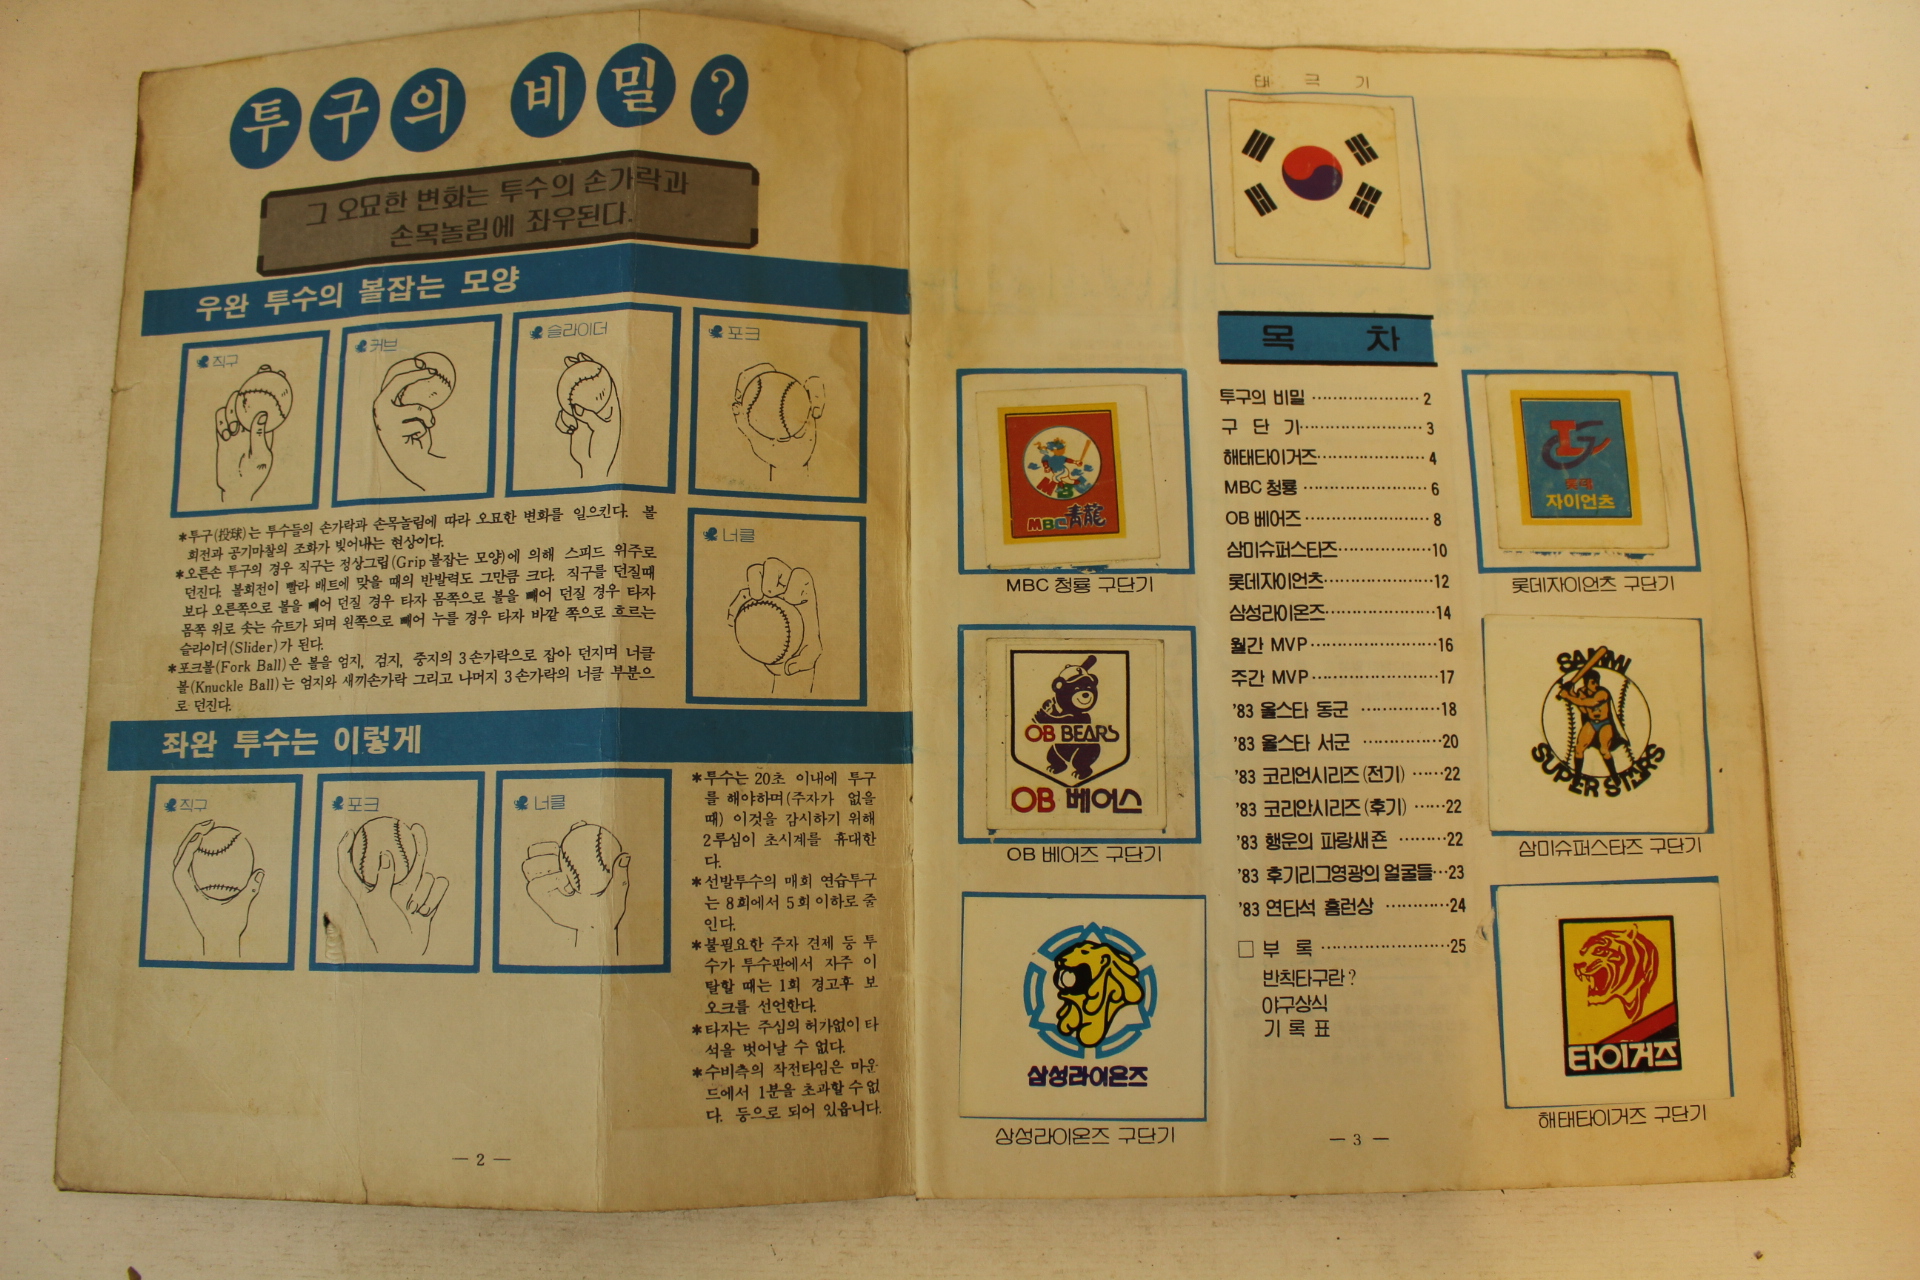 투구의 비밀?
그 오묘한 변화는 투수의 손가락과
손목놀림에 좌우된다.
우완 투수의 볼잡는 모양
직구
커브
슬라이더
포크
너클
*투구(投球)는 투수들의 손가락과 손목놀림에 따라 오묘한 변화를 일으킨다. 볼
회전과 공기마찰의 조화가 빚어내는 현상이다.
*오른손 투구의 경우 직구는 정상그립(Grip 볼잡는 모양)에 의해 스피드 위주로
던진다. 볼회전이 빨라 배트에 맞을 때의 반발력도 그만큼 크다. 직구를 던질때
보다 오른쪽으로 볼을 빼어 던질 경우 타자 몸쪽으로 볼을 빼어 던질 경우 타자
몸쪽 위로 솟는 슈트가 되며 왼쪽으로 빼어 누를 경우 타자 바깥 쪽으로 흐르는
슬라이더(Slider)가 된다.
*포크볼(Fork Ball)은 볼을 엄지, 검지, 중지의 3손가락으로 잡아 던지며 너클
볼(Knuckle Ball)는 엄지와 새끼손가락 그리고 나머지 3손가락의 너클 부분으
로 던진다.
좌완 투수는 이렇게
직구
포크
너클
*투수는 20초 이내에 투구
를 해야하며(주자가 없을
때) 이것을 감시하기 위해
2루심이 초시계를 휴대한
다.
*선발투수의 매회 연습투구
는 8회에서 5회 이하로 줄
인다.
*불필요한 주자 견제 등 투
수가 투수판에서 자주 이
탈할 때는 1회 경고후 보
오크를 선언한다.
*타자는 주심의 허가없이 타
석을 벗어날 수 없다.
*수비측의 작전타임은 마운
드에서 1분을 초과할 수 없
다. 등으로 되어 있읍니다.
— 2 —
태 극 기
목 차
투구의 비밀 ····················· 2
구 단 기······················· 3
해태타이거즈····················· 4
MBC 청룡 ························ 6
OB 베어즈 ························ 8
삼미슈퍼스타즈··················10
롯데자이언츠·····················12
삼성라이온즈·····················14
월간 MVP ························16
주간 MVP ························17
'83 올스타 동군 ···············18
'83 올스타 서군 ···············20
'83 코리언시리즈(전기) ······22
'83 코리안시리즈(후기) ······22
'83 행운의 파랑새존 ·········22
'83 후기리그영광의 얼굴들···23
'83 연타석 홈런상 ············24
□ 부 록 ························25
반칙타구란?
야구상식
기 록 표
MBC
MBC靑龍
MBC 청룡 구단기
OB BEARS
OB 베어스
OB 베어즈 구단기
삼성라이온즈
삼성라이온즈 구단기
롯데
자이언츠
롯데자이언츠 구단기
SAMMI
SUPER STARS
삼미슈퍼스타즈 구단기
타이거즈
해태타이거즈 구단기
— 3 —